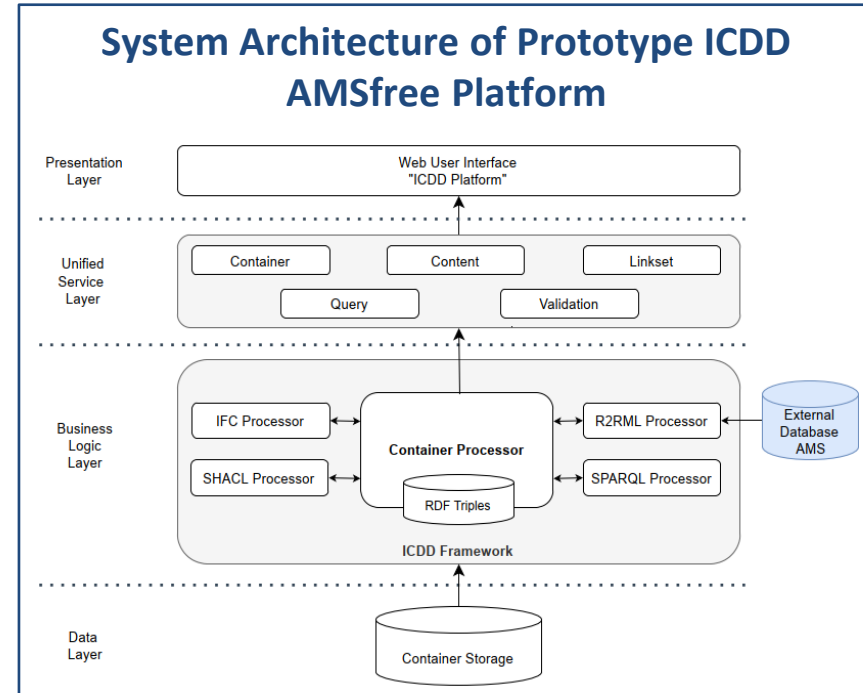 System Architecture of Prototype ICDD
AMSfree Platform
Presentation
Layer
Web User Interface
"ICDD Platform"
Unified
Service
Layer
Container
Content
Linkset
Query
Validation
Business
Logic
Layer
IFC Processor
Container Processor
R2RML Processor
External
Database
AMS
SHACL Processor
RDF Triples
SPARQL Processor
ICDD Framework
Data
Layer
Container Storage